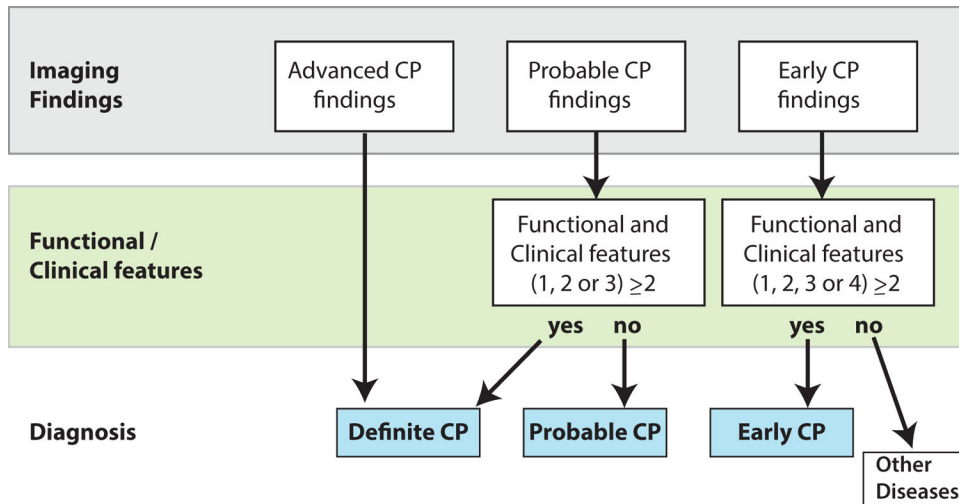 Imaging
Findings
Advanced CP
findings
Probable CP
findings
Early CP
findings
Functional /
Clinical features
Functional and
Clinical features
(1, 2 or 3) ≥2
Functional and
Clinical features
(1, 2, 3 or 4) ≥2
yes no
yes no
Diagnosis
Definite CP
Probable CP
Early CP
Other
Diseases